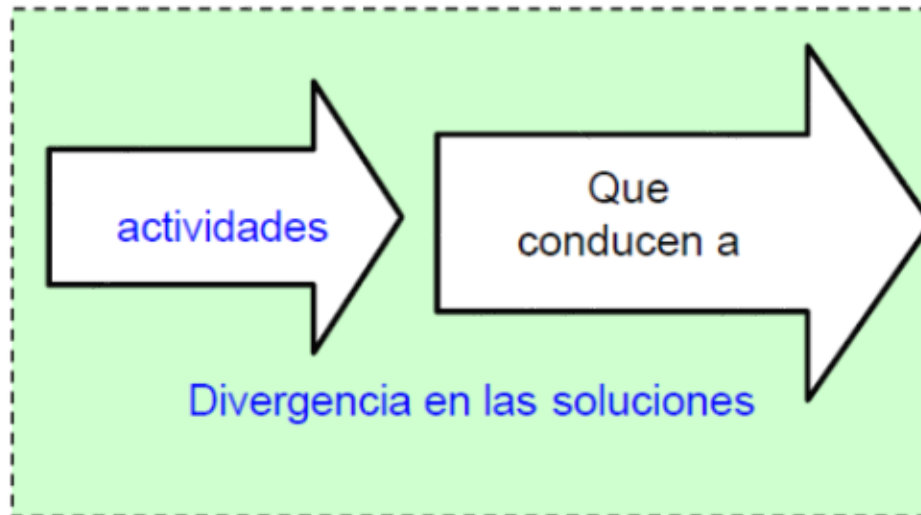 actividades
Que
conducen a
Divergencia en las soluciones